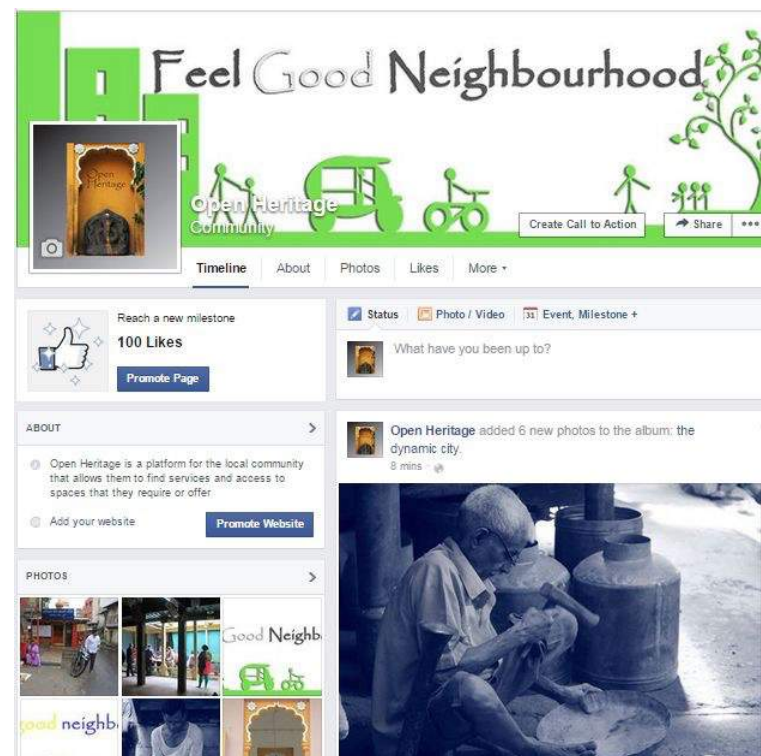 Feel Good Neighbourhood
Open Heritage
Open Heritage
Community
Create Call to Action
Share
Timeline
About
Photos
Likes
More
Reach a new milestone
100 Likes
Promote Page
Status
Photo / Video
31
Event, Milestone +
What have you been up to?
ABOUT
Open Heritage is a platform for the local community
that allows them to find services and access to
spaces that they require or offer
Add your website
Promote Website
Open Heritage added 6 new photos to the album: the
dynamic city.
8 mins
PHOTOS
Good Neighb
good neighb